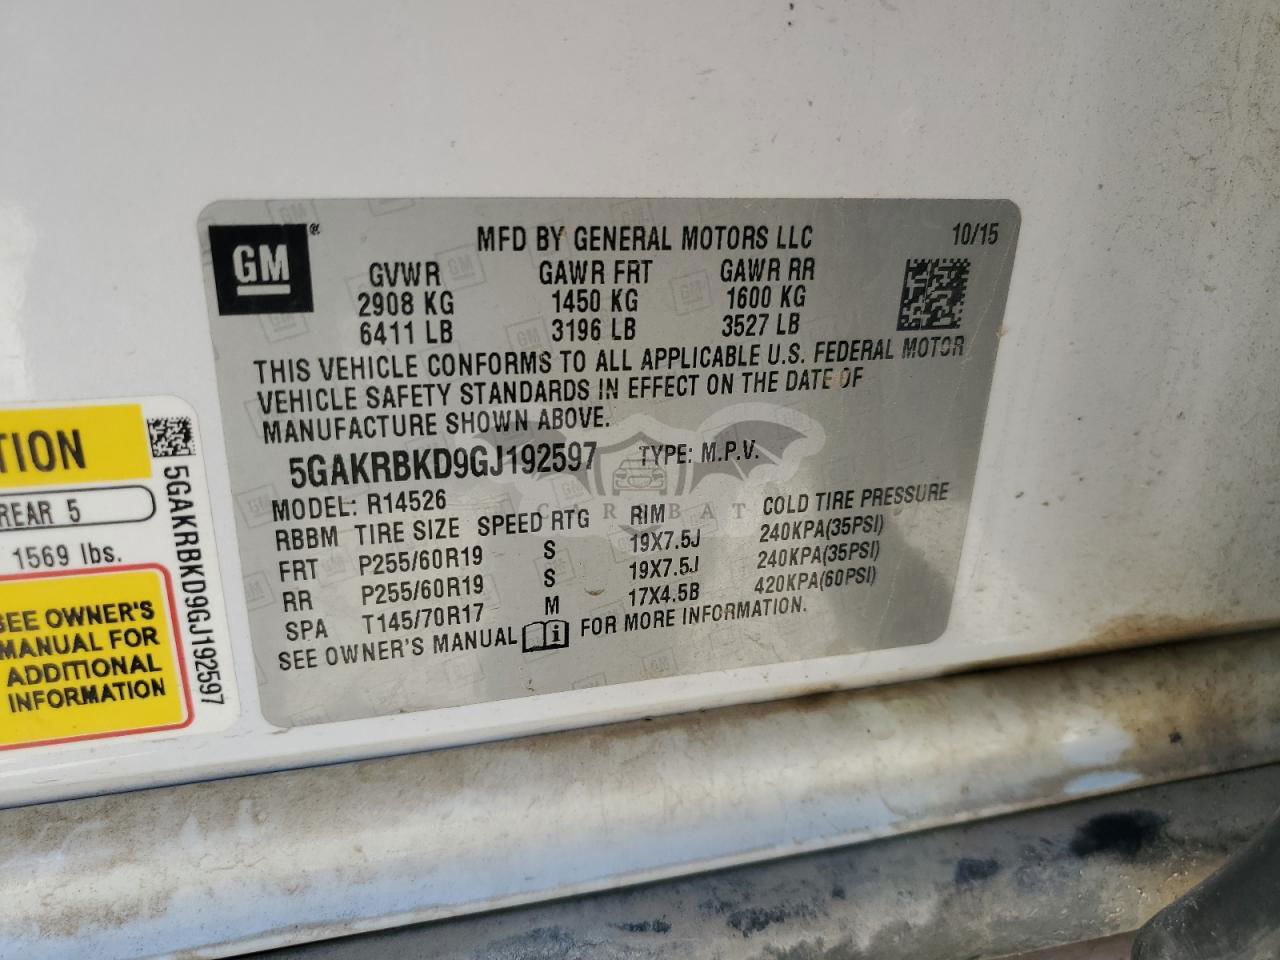 GM ®
MFD BY GENERAL MOTORS LLC
10/15
GVWR GAWR FRT GAWR RR
2908 KG 1450 KG 1600 KG
6411 LB 3196 LB 3527 LB
THIS VEHICLE CONFORMS TO ALL APPLICABLE U.S. FEDERAL MOTOR
VEHICLE SAFETY STANDARDS IN EFFECT ON THE DATE OF
MANUFACTURE SHOWN ABOVE.
5GAKRBKD9GJ192597 TYPE: M.P.V.
MODEL: R14526
RBBM TIRE SIZE SPEED RTG RIM COLD TIRE PRESSURE
FRT P255/60R19 S 19X7.5J 240KPA(35PSI)
RR P255/60R19 S 19X7.5J 240KPA(35PSI)
SPA T145/70R17 M 17X4.5B 420KPA(60PSI)
SEE OWNER'S MANUAL FOR MORE INFORMATION.
CARBAT
TION
REAR 5
1569 lbs.
SEE OWNER'S
MANUAL FOR
ADDITIONAL
INFORMATION
5GAKRBKD9GJ192597